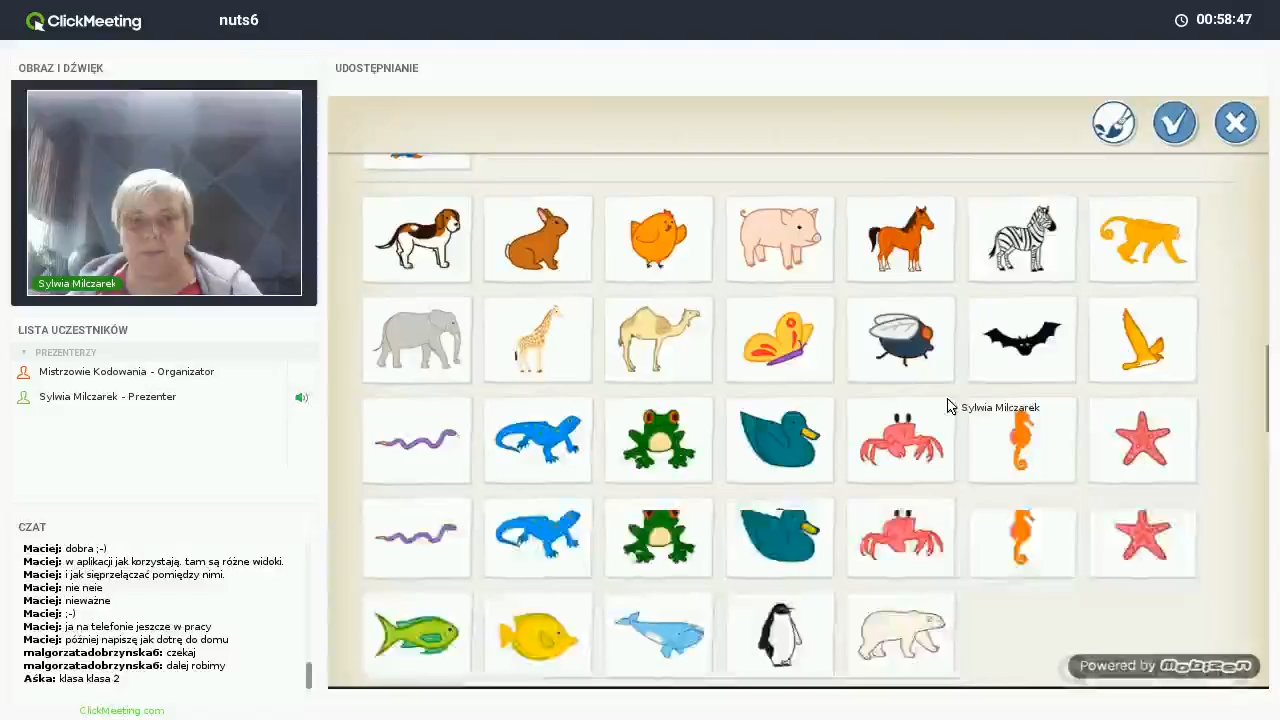 ClickMeeting
nuts6
00:58:47
OBRAZ I DŹWIĘK
UDOSTĘPNIANIE
Sylwia Milczarek
LISTA UCZESTNIKÓW
PREZENTERZY
Mistrzowie Kodowania - Organizator
Sylwia Milczarek - Prezenter
Sylwia Milczarek
CZAT
Maciej: dobra ;-)
Maciej: w aplikacji jak korzystają. tam są różne widoki.
Maciej: i jak sięprzełączać pomiędzy nimi.
Maciej: nie neie
Maciej: nieważne
Maciej: ;-)
Maciej: ja na telefonie jeszcze w pracy
Maciej: później napiszę jak dotrę do domu
malgorzatadobrzynska6: czekaj
malgorzatadobrzynska6: dalej robimy
Aśka: klasa klasa 2
ClickMeeting.com
Powered by mobizen